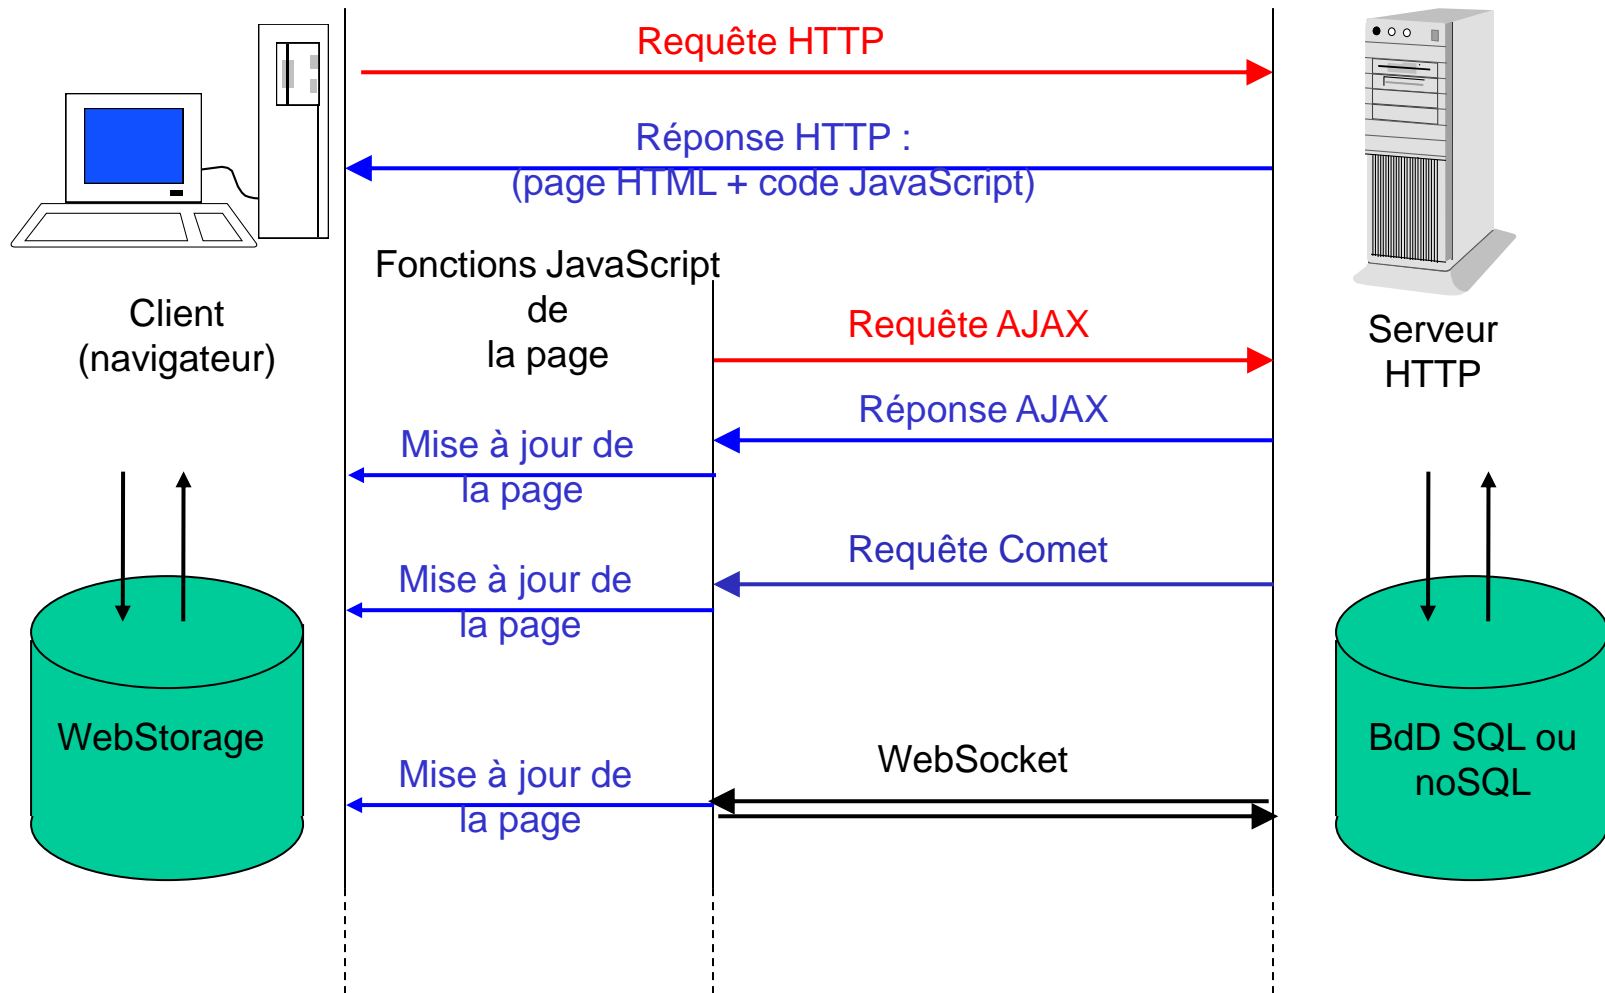 Requête HTTP
Réponse HTTP :
(page HTML + code JavaScript)
Fonctions JavaScript
de
la page
Client
(navigateur)
Requête AJAX
Serveur
HTTP
Réponse AJAX
Mise à jour de
la page
Requête Comet
Mise à jour de
la page
WebStorage
WebSocket
BdD SQL ou
noSQL
Mise à jour de
la page